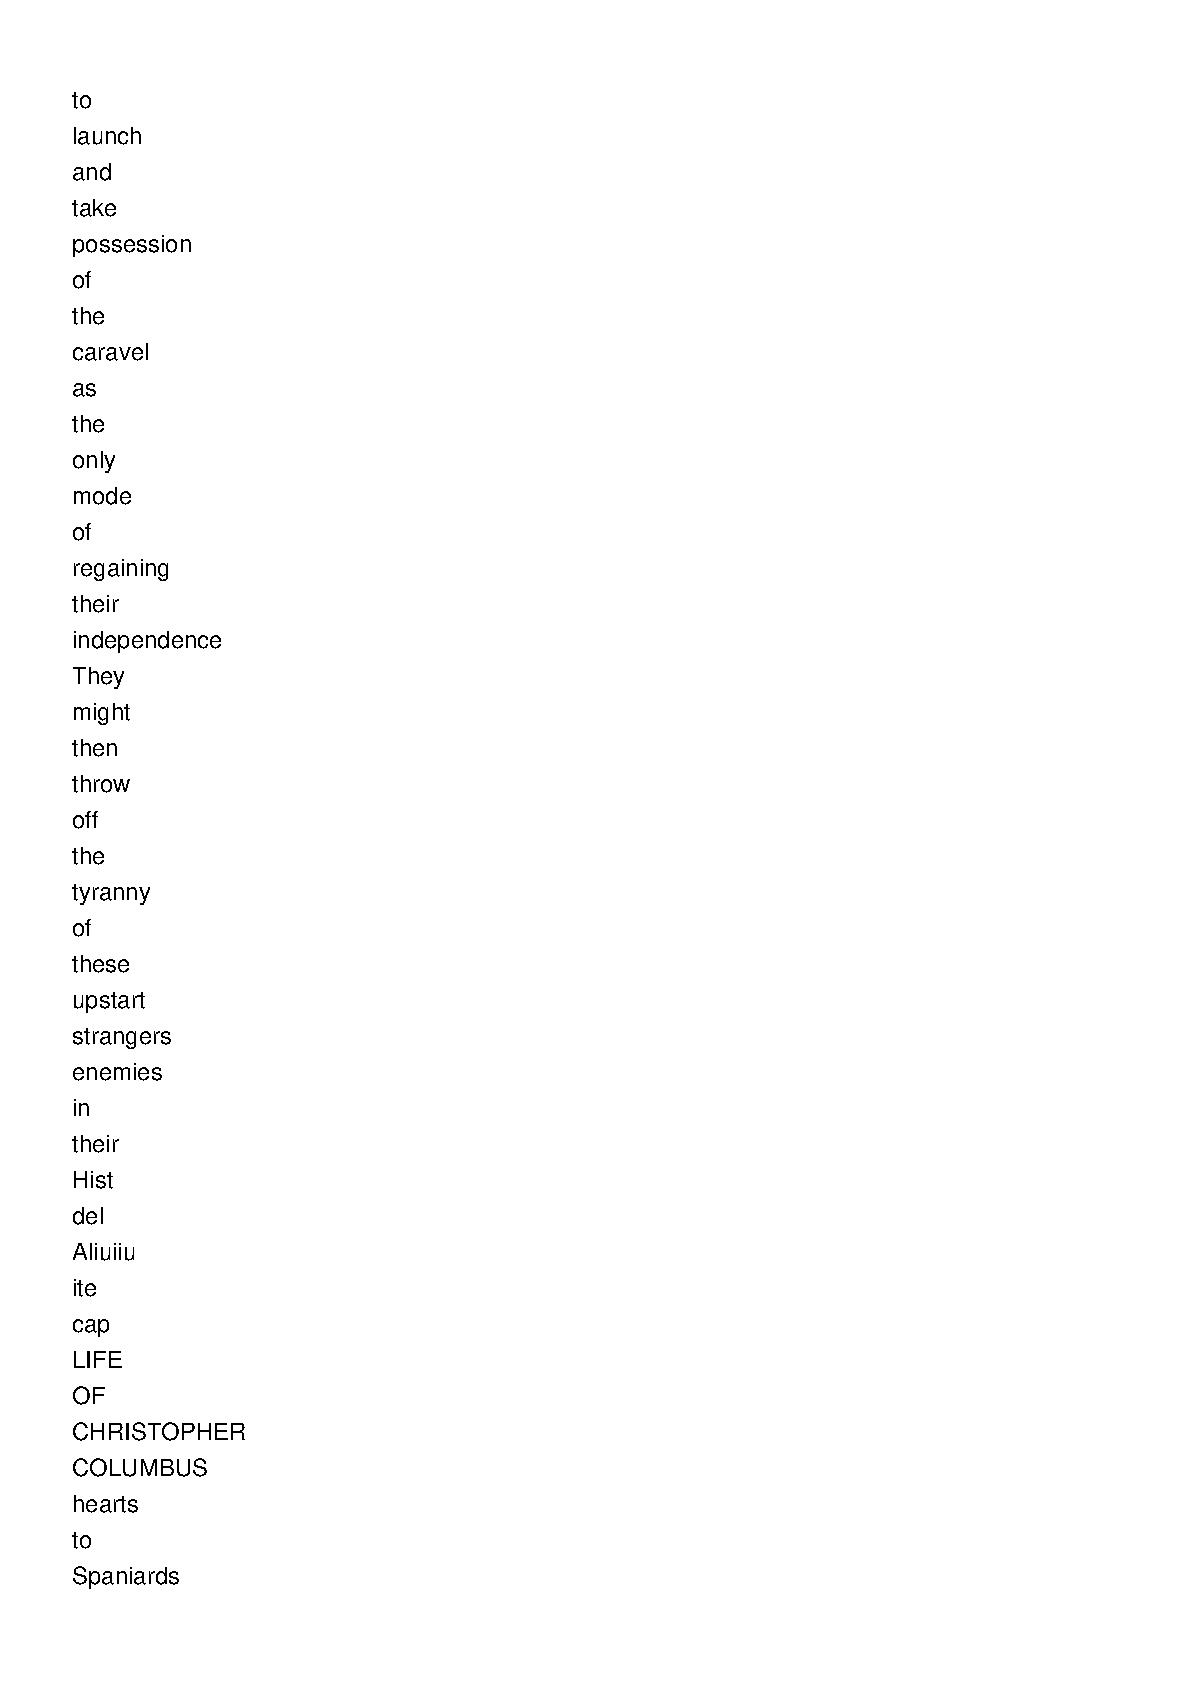 to
launch
and
take
possession
of
the
caravel
as
the
only
mode
of
regaining
their
independence
They
might
then
throw
off
the
tyranny
of
these
upstart
strangers
enemies
in
their
Hist
del
Aliuiiu
ite
cap
LIFE
OF
CHRISTOPHER
COLUMBUS
hearts
to
Spaniards